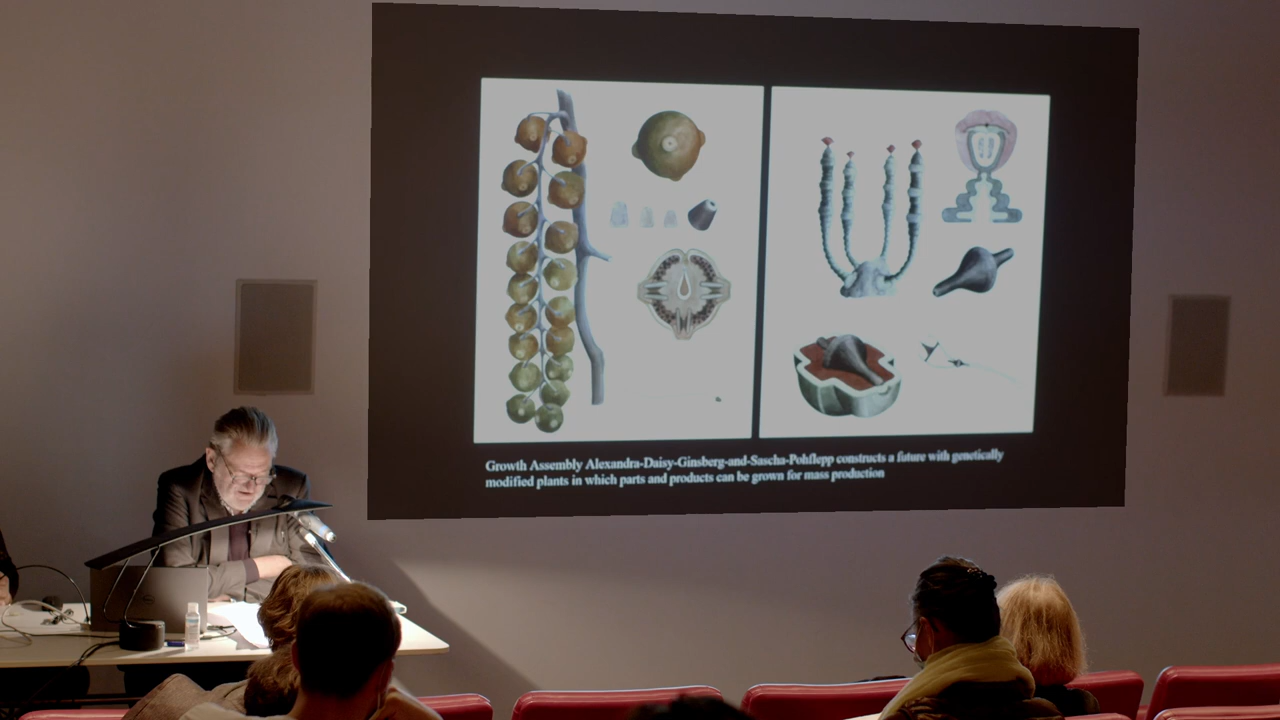 Growth Assembly Alexandra-Daisy-Ginsberg-and-Sascha-Pohflepp constructs a future with genetically
modified plants in which parts and products can be grown for mass production